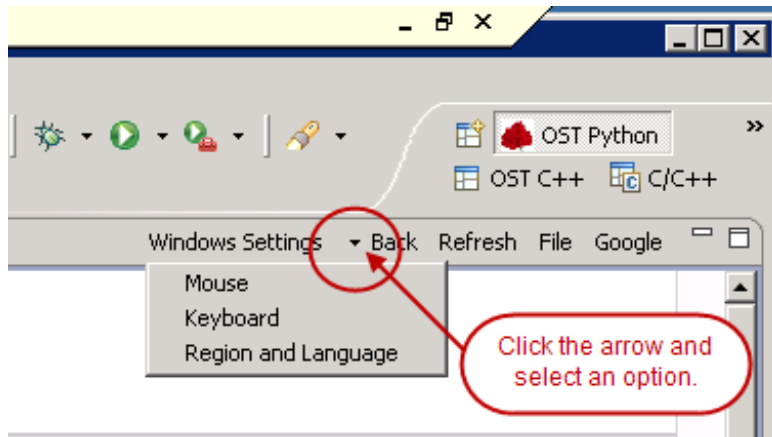 OST Python
OST C++ C/C++
Windows Settings Back Refresh File Google
Mouse
Keyboard
Region and Language
Click the arrow and
select an option.